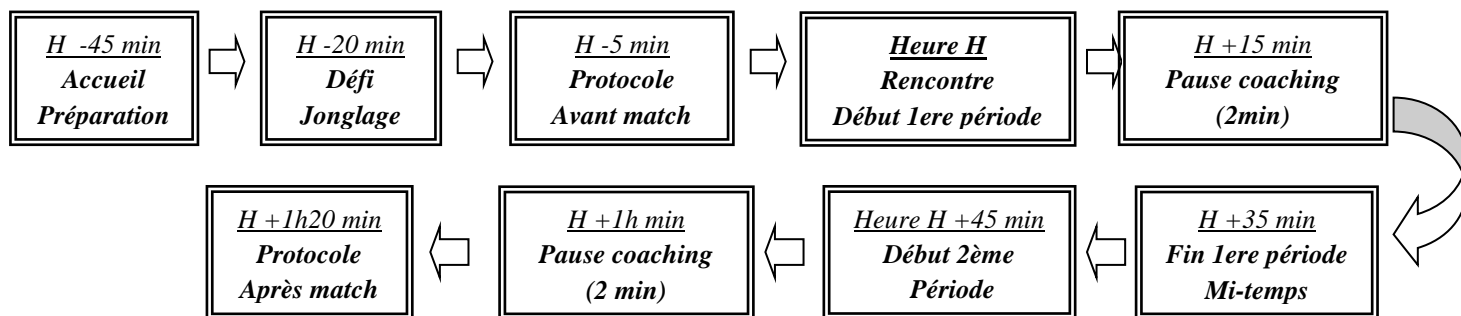 H -45 min
Accueil
Préparation
H -20 min
Défi
Jonglage
H -5 min
Protocole
Avant match
Heure H
Rencontre
Début 1ere période
H +15 min
Pause coaching
(2min)
H +35 min
Fin 1ere période
Mi-temps
Heure H +45 min
Début 2ème
Période
H +1h min
Pause coaching
(2 min)
H +1h20 min
Protocole
Après match